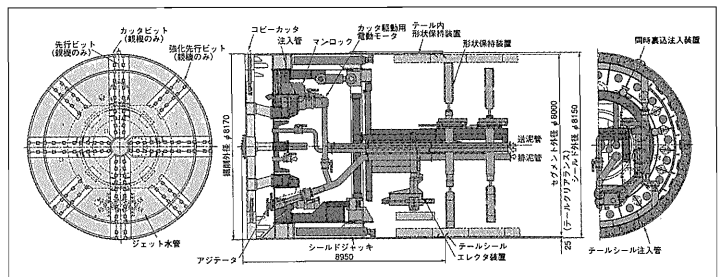 先行ビット
(親機のみ)
カッタビット
(親機のみ)
強化先行ビット
(親機のみ)
ジェット水管
コピーカッタ
注入管
マンロック
カッタ駆動用
電動モータ
テール内
形状保持装置
形状保持装置
同時裏込注入装置
鏡開外径 φ8170
送泥管
排泥管
セグメント外径 φ8000
(テールクリアランス)
25
シールド外径 φ8150
アジテータ
シールドジャッキ
8950
テールシール
エレクタ装置
テールシール注入管